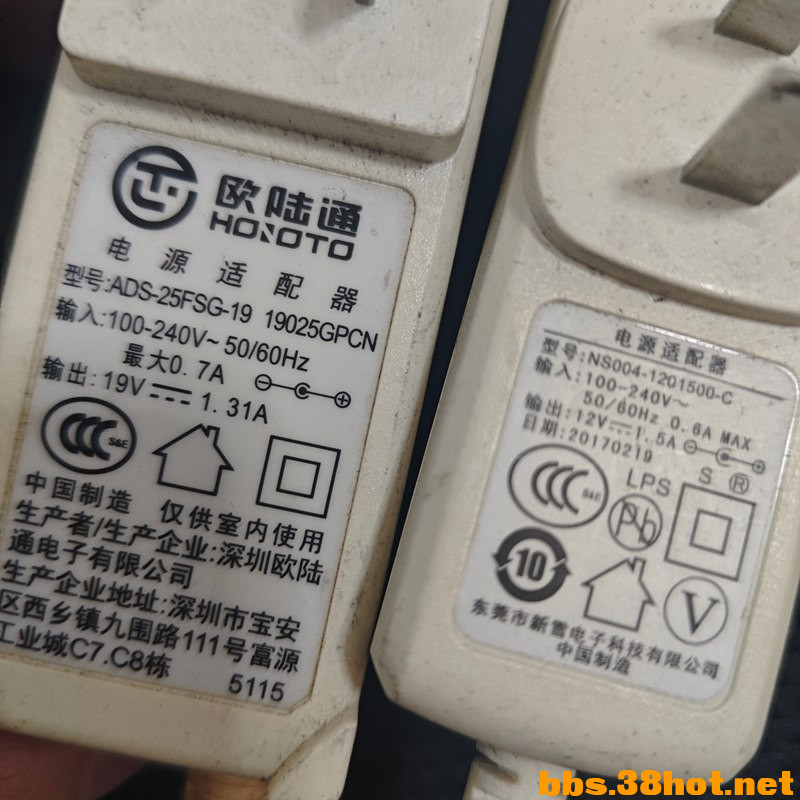 欧陆通
HONOTO
电源适配器
型号:ADS-25FSG-19 19025GPCN
输入:100-240V~50/60Hz
最大0.7A
输出:19V 1.31A
S&E
中国制造 仅供室内使用
生产者/生产企业:深圳欧陆
通电子有限公司
生产企业地址:深圳市宝安
区西乡镇九围路111号富源
工业城C7.C8栋
5115
电源适配器
型号:NS004-1201500-C
输入:100-240V~
50/60Hz 0.6A MAX
输出:12V 1.5A
日期:20170219
LPS S ®
S&E
Pb
10
V
东莞市新雪电子科技有限公司
中国制造
bbs.38hot.net